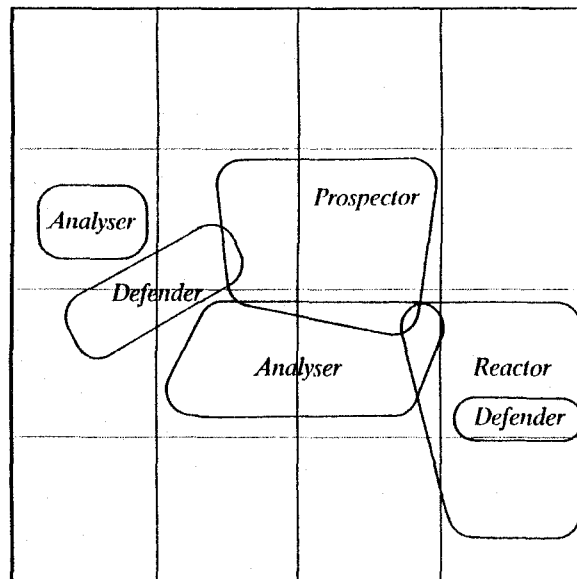 Prospector
Analyser
Defender
Analyser
Reactor
Defender